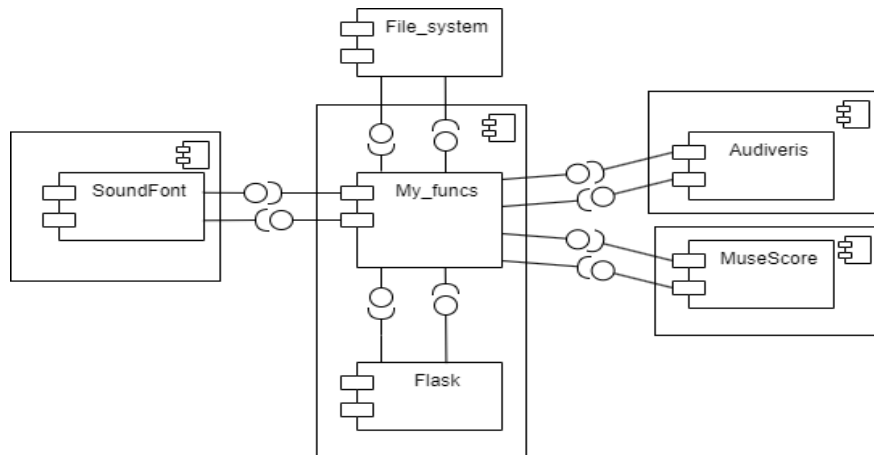 File_system
SoundFont
My_funcs
Audiveris
MuseScore
Flask